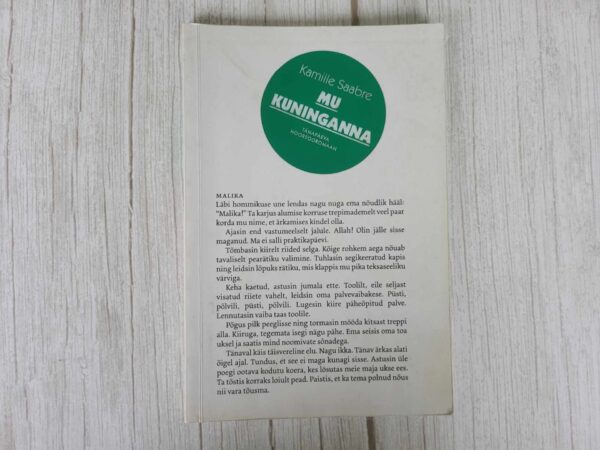 Kamille Saabre
MU
KUNINGANNA
TÄNAPÄEVA
NOORSOOROMAAN
MALIKA
Läbi hommikuse une lendas nagu nuga ema nõudlik hääl:
"Malika!" Ta karjus alumise korruse trepimademelt veel paar
korda mu nime, et ärkamises kindel olla.
Ajasin end vastumeelselt jalule. Allah! Olin jälle sisse
maganud. Ma ei salli praktikapäevi.
Tõmbasin kiirelt riided selga. Kõige rohkem aega nõuab
tavaliselt pearätiku valimine. Tuhlasin segikeeratud kapis
ning leidsin lõpuks rätiku, mis klappis mu pika teksaseeliku
värviga.
Keha kaetud, astusin jumala ette. Toolilt, eile seljast
visatud riiete vahelt, leidsin oma palvevaibakese. Püsti,
põlvili, püsti, põlvili. Lugesin kiire päheõpitud palve.
Lennutasin vaiba taas toolile.
Põgus pilk peeglisse ning tormasin mööda kitsast treppi
alla. Kiiruga, tegemata isegi nägu pähe. Ema seisis oma toa
uksel ja saatis mind noomivate sõnadega.
Tänaval käis täisvereline elu. Nagu ikka. Tänav ärkas alati
õigel ajal. Tundus, et see ei maga kunagi sisse. Astusin üle
poegi ootava kodutu koera, kes lösutas meie maja ukse ees.
Ta tõstis korraks loiult pead. Paistis, et ka tema polnud nõus
nii vara tõusma.